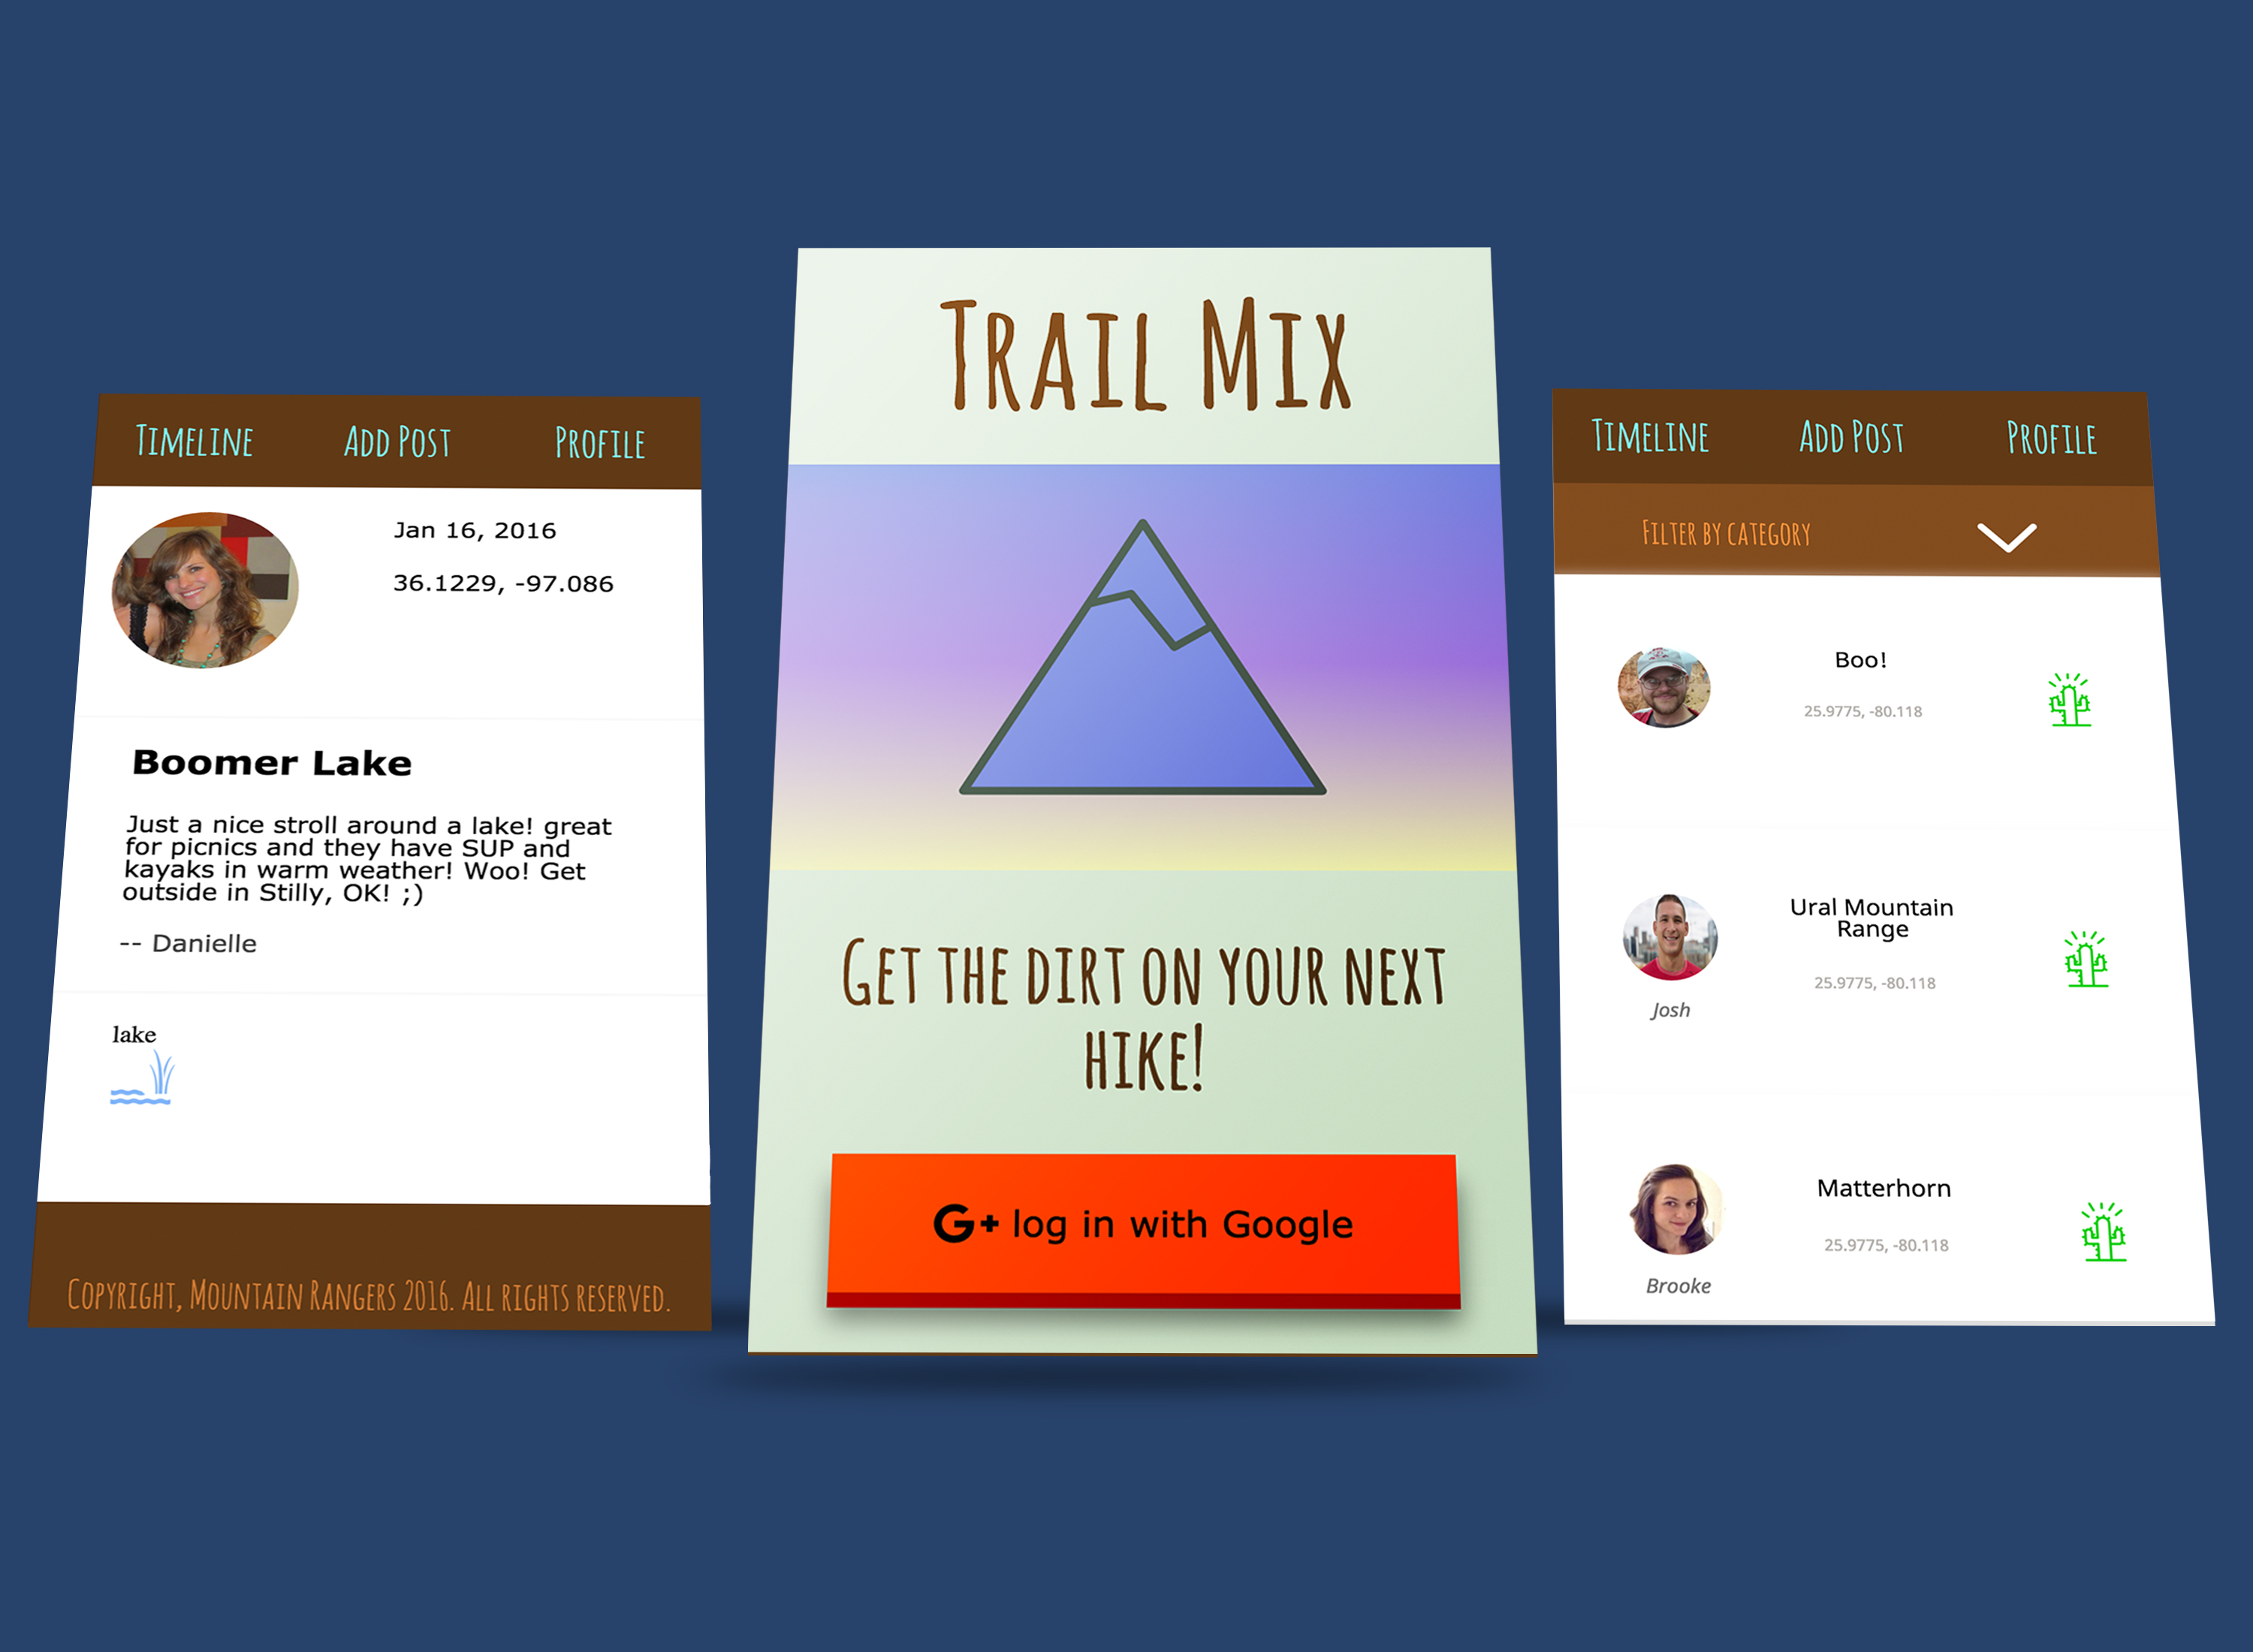 Timeline Add Post Profile
Jan 16, 2016
36.1229, -97.086
Boomer Lake
Just a nice stroll around a lake! great
for picnics and they have SUP and
kayaks in warm weather! Woo! Get
outside in Stilly, OK! ;)
-- Danielle
lake
Copyright, Mountain Rangers 2016. All rights reserved.
Trail Mix
Get the dirt on your next
hike!
G+ log in with Google
Timeline Add Post Profile
Filter by category
Boo!
25.9775, -80.118
Ural Mountain
Range
25.9775, -80.118
Josh
Matterhorn
25.9775, -80.118
Brooke